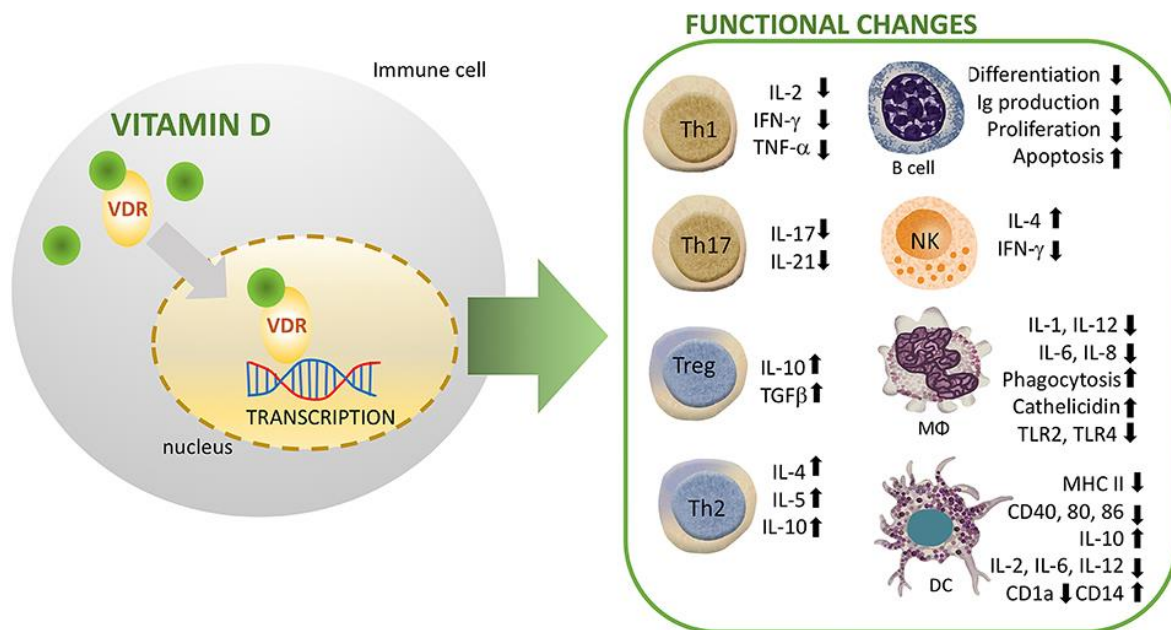 FUNCTIONAL CHANGES
Immune cell
VITAMIN D
VDR
VDR
TRANSCRIPTION
nucleus
Th1
IL-2 ⬇
IFN-γ ⬇
TNF-α ⬇
B cell
Differentiation ⬇
Ig production ⬇
Proliferation ⬇
Apoptosis ⬆
Th17
IL-17 ⬇
IL-21 ⬇
NK
IL-4 ⬆
IFN-γ ⬇
Treg
IL-10 ⬆
TGFβ ⬆
MΦ
IL-1, IL-12 ⬇
IL-6, IL-8 ⬇
Phagocytosis ⬆
Cathelicidin ⬆
TLR2, TLR4 ⬇
Th2
IL-4 ⬆
IL-5 ⬆
IL-10 ⬆
DC
MHC II ⬇
CD40, 80, 86 ⬇
IL-10 ⬆
IL-2, IL-6, IL-12 ⬇
CD1a ⬇ CD14 ⬆